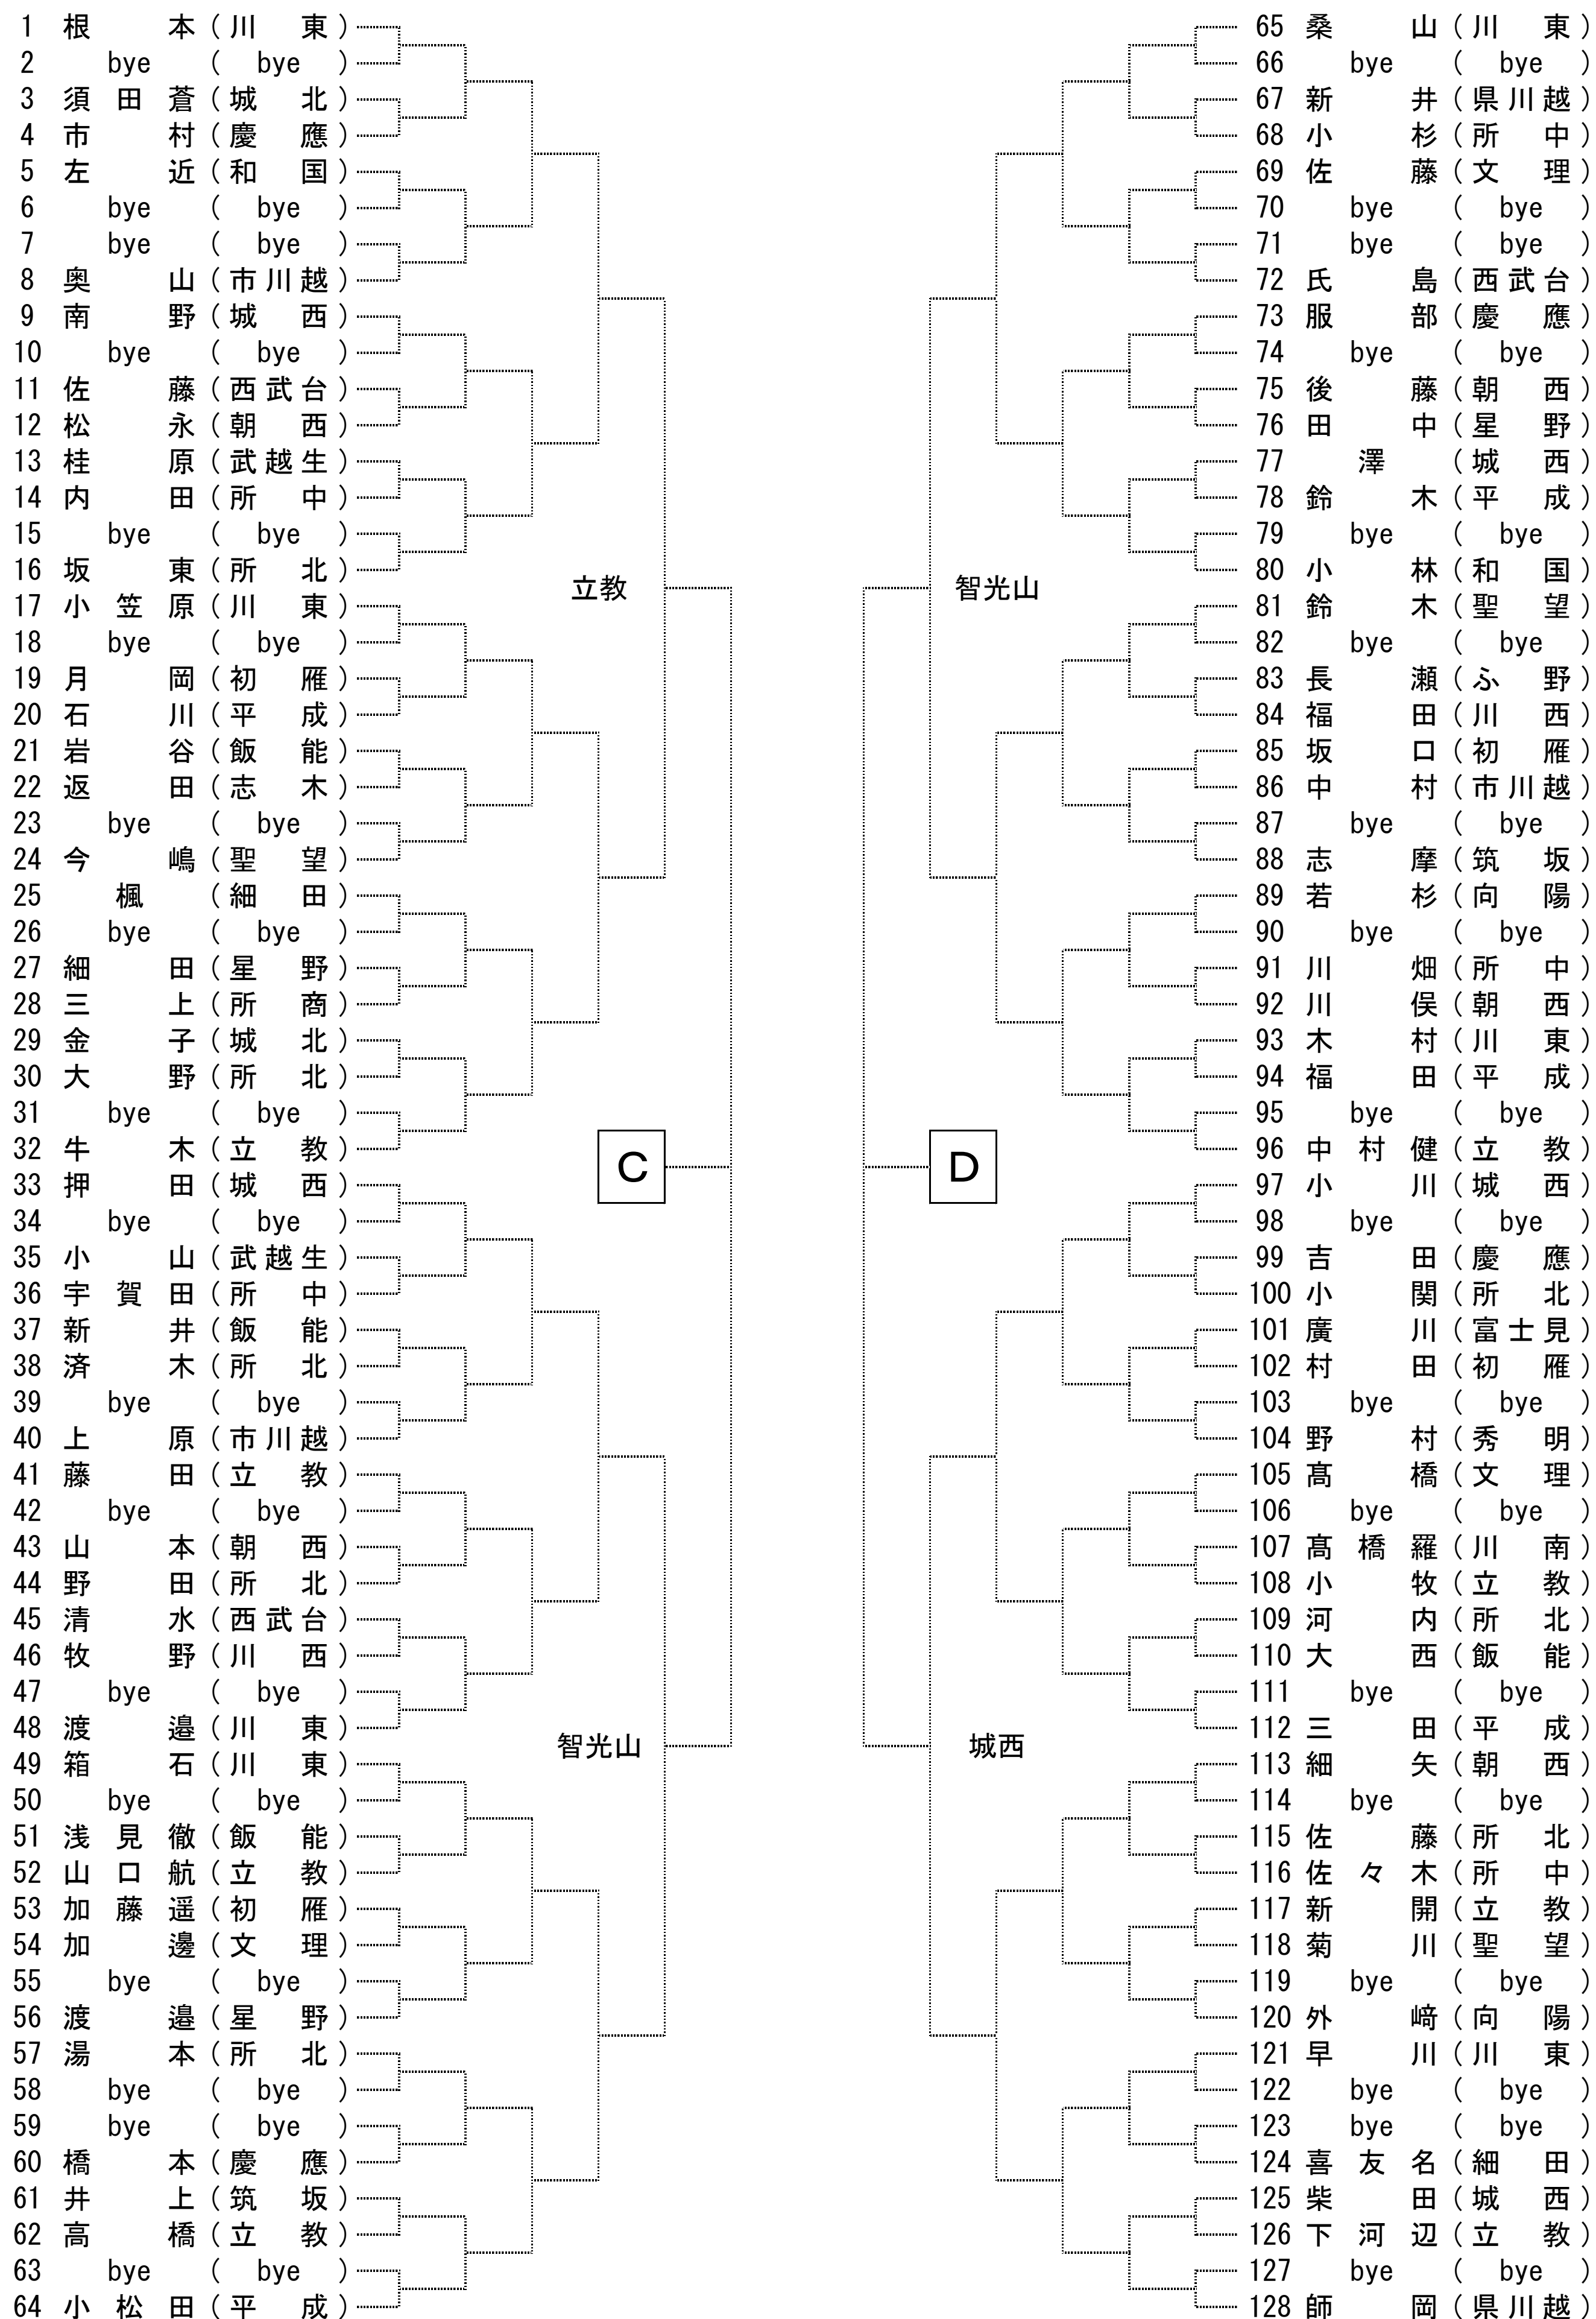 1 根本(川東)
2 bye(bye)
3 須田蒼(城北)
4 市村(慶應)
5 左近(和国)
6 bye(bye)
7 bye(bye)
8 奥山(市川越)
9 南野(城西)
10 bye(bye)
11 佐藤(西武台)
12 松永(朝西)
13 桂原(武越生)
14 内田(所中)
15 bye(bye)
16 坂東(所北)
立教
17 小笠原(川東)
18 bye(bye)
19 月岡(初雁)
20 石川(平成)
21 岩谷(飯能)
22 返田(志木)
23 bye(bye)
24 今嶋(聖望)
25 楓(細田)
26 bye(bye)
27 細田(星野)
28 三上(所商)
29 金子(城北)
30 大野(所北)
31 bye(bye)
32 牛木(立教)
C
33 押田(城西)
34 bye(bye)
35 小山(武越生)
36 宇賀田(所中)
37 新井(飯能)
38 済木(所北)
39 bye(bye)
40 上原(市川越)
41 藤田(立教)
42 bye(bye)
43 山本(朝西)
44 野田(所北)
45 清水(西武台)
46 牧野(川西)
47 bye(bye)
48 渡邉(川東)
智光山
49 箱石(川東)
50 bye(bye)
51 浅見徹(飯能)
52 山口航(立教)
53 加藤遥(初雁)
54 加邊(文理)
55 bye(bye)
56 渡邉(星野)
57 湯本(所北)
58 bye(bye)
59 bye(bye)
60 橋本(慶應)
61 井上(筑坂)
62 高橋(立教)
63 bye(bye)
64 小松田(平成)
65 桑山(川東)
66 bye(bye)
67 新井(県川越)
68 小杉(所中)
69 佐藤(文理)
70 bye(bye)
71 bye(bye)
72 氏島(西武台)
73 服部(慶應)
74 bye(bye)
75 後藤(朝西)
76 田中(星野)
77 澤(城西)
78 鈴木(平成)
79 bye(bye)
80 小林(和国)
智光山
81 鈴木(聖望)
82 bye(bye)
83 長瀬(ふ野)
84 福田(川西)
85 坂口(初雁)
86 中村(市川越)
87 bye(bye)
88 志摩(筑坂)
89 若杉(向陽)
90 bye(bye)
91 川畑(所中)
92 川俣(朝西)
93 木村(川東)
94 福田(平成)
95 bye(bye)
96 中村健(立教)
D
97 小川(城西)
98 bye(bye)
99 吉田(慶應)
100 小関(所北)
101 廣川(富士見)
102 村田(初雁)
103 bye(bye)
104 野村(秀明)
105 髙橋(文理)
106 bye(bye)
107 髙橋羅(川南)
108 小牧(立教)
109 河内(所北)
110 大西(飯能)
111 bye(bye)
112 三田(平成)
城西
113 細矢(朝西)
114 bye(bye)
115 佐藤(所北)
116 佐々木(所中)
117 新開(立教)
118 菊川(聖望)
119 bye(bye)
120 外﨑(向陽)
121 早川(川東)
122 bye(bye)
123 bye(bye)
124 喜友名(細田)
125 柴田(城西)
126 下河辺(立教)
127 bye(bye)
128 師岡(県川越)